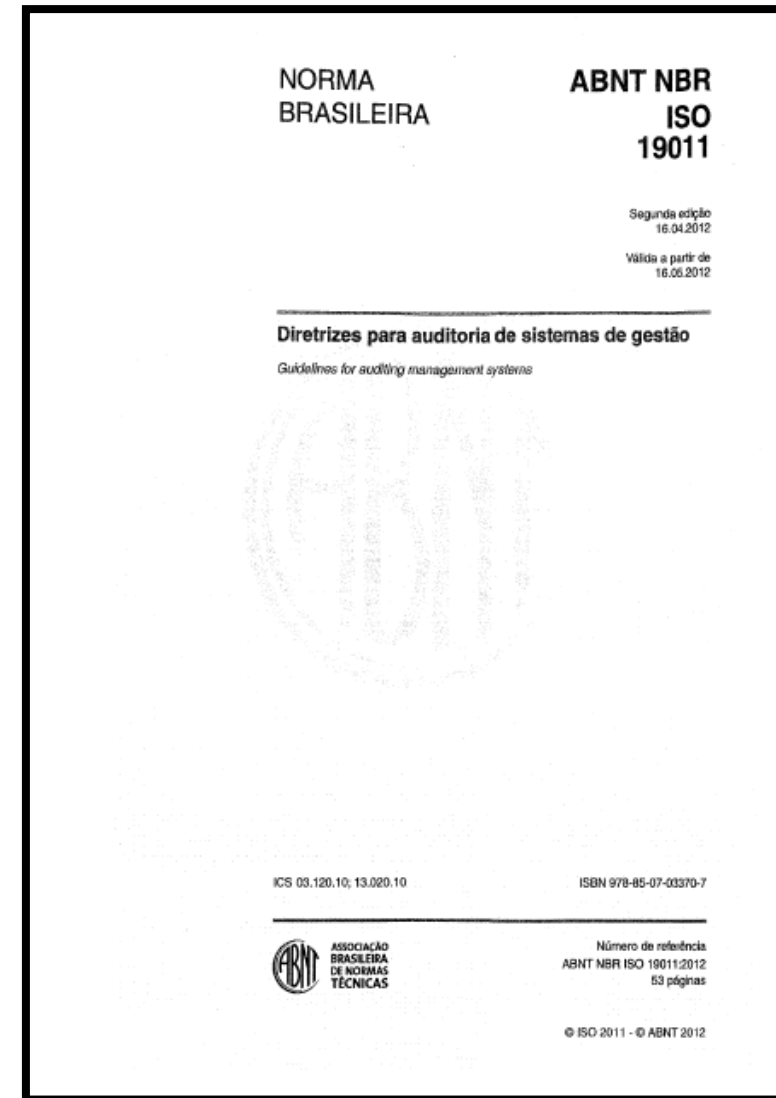 NORMA
BRASILEIRA
ABNT NBR
ISO
19011
Segunda edição
16.04.2012
Válida a partir de
16.05.2012
Diretrizes para auditoria de sistemas de gestão
Guidelines for auditing management systems
ABNT
ICS 03.120.10; 13.020.10
ISBN 978-85-07-03370-7
ABNT
ASSOCIAÇÃO
BRASILEIRA
DE NORMAS
TÉCNICAS
Número de referência
ABNT NBR ISO 19011:2012
53 páginas
© ISO 2011 - © ABNT 2012